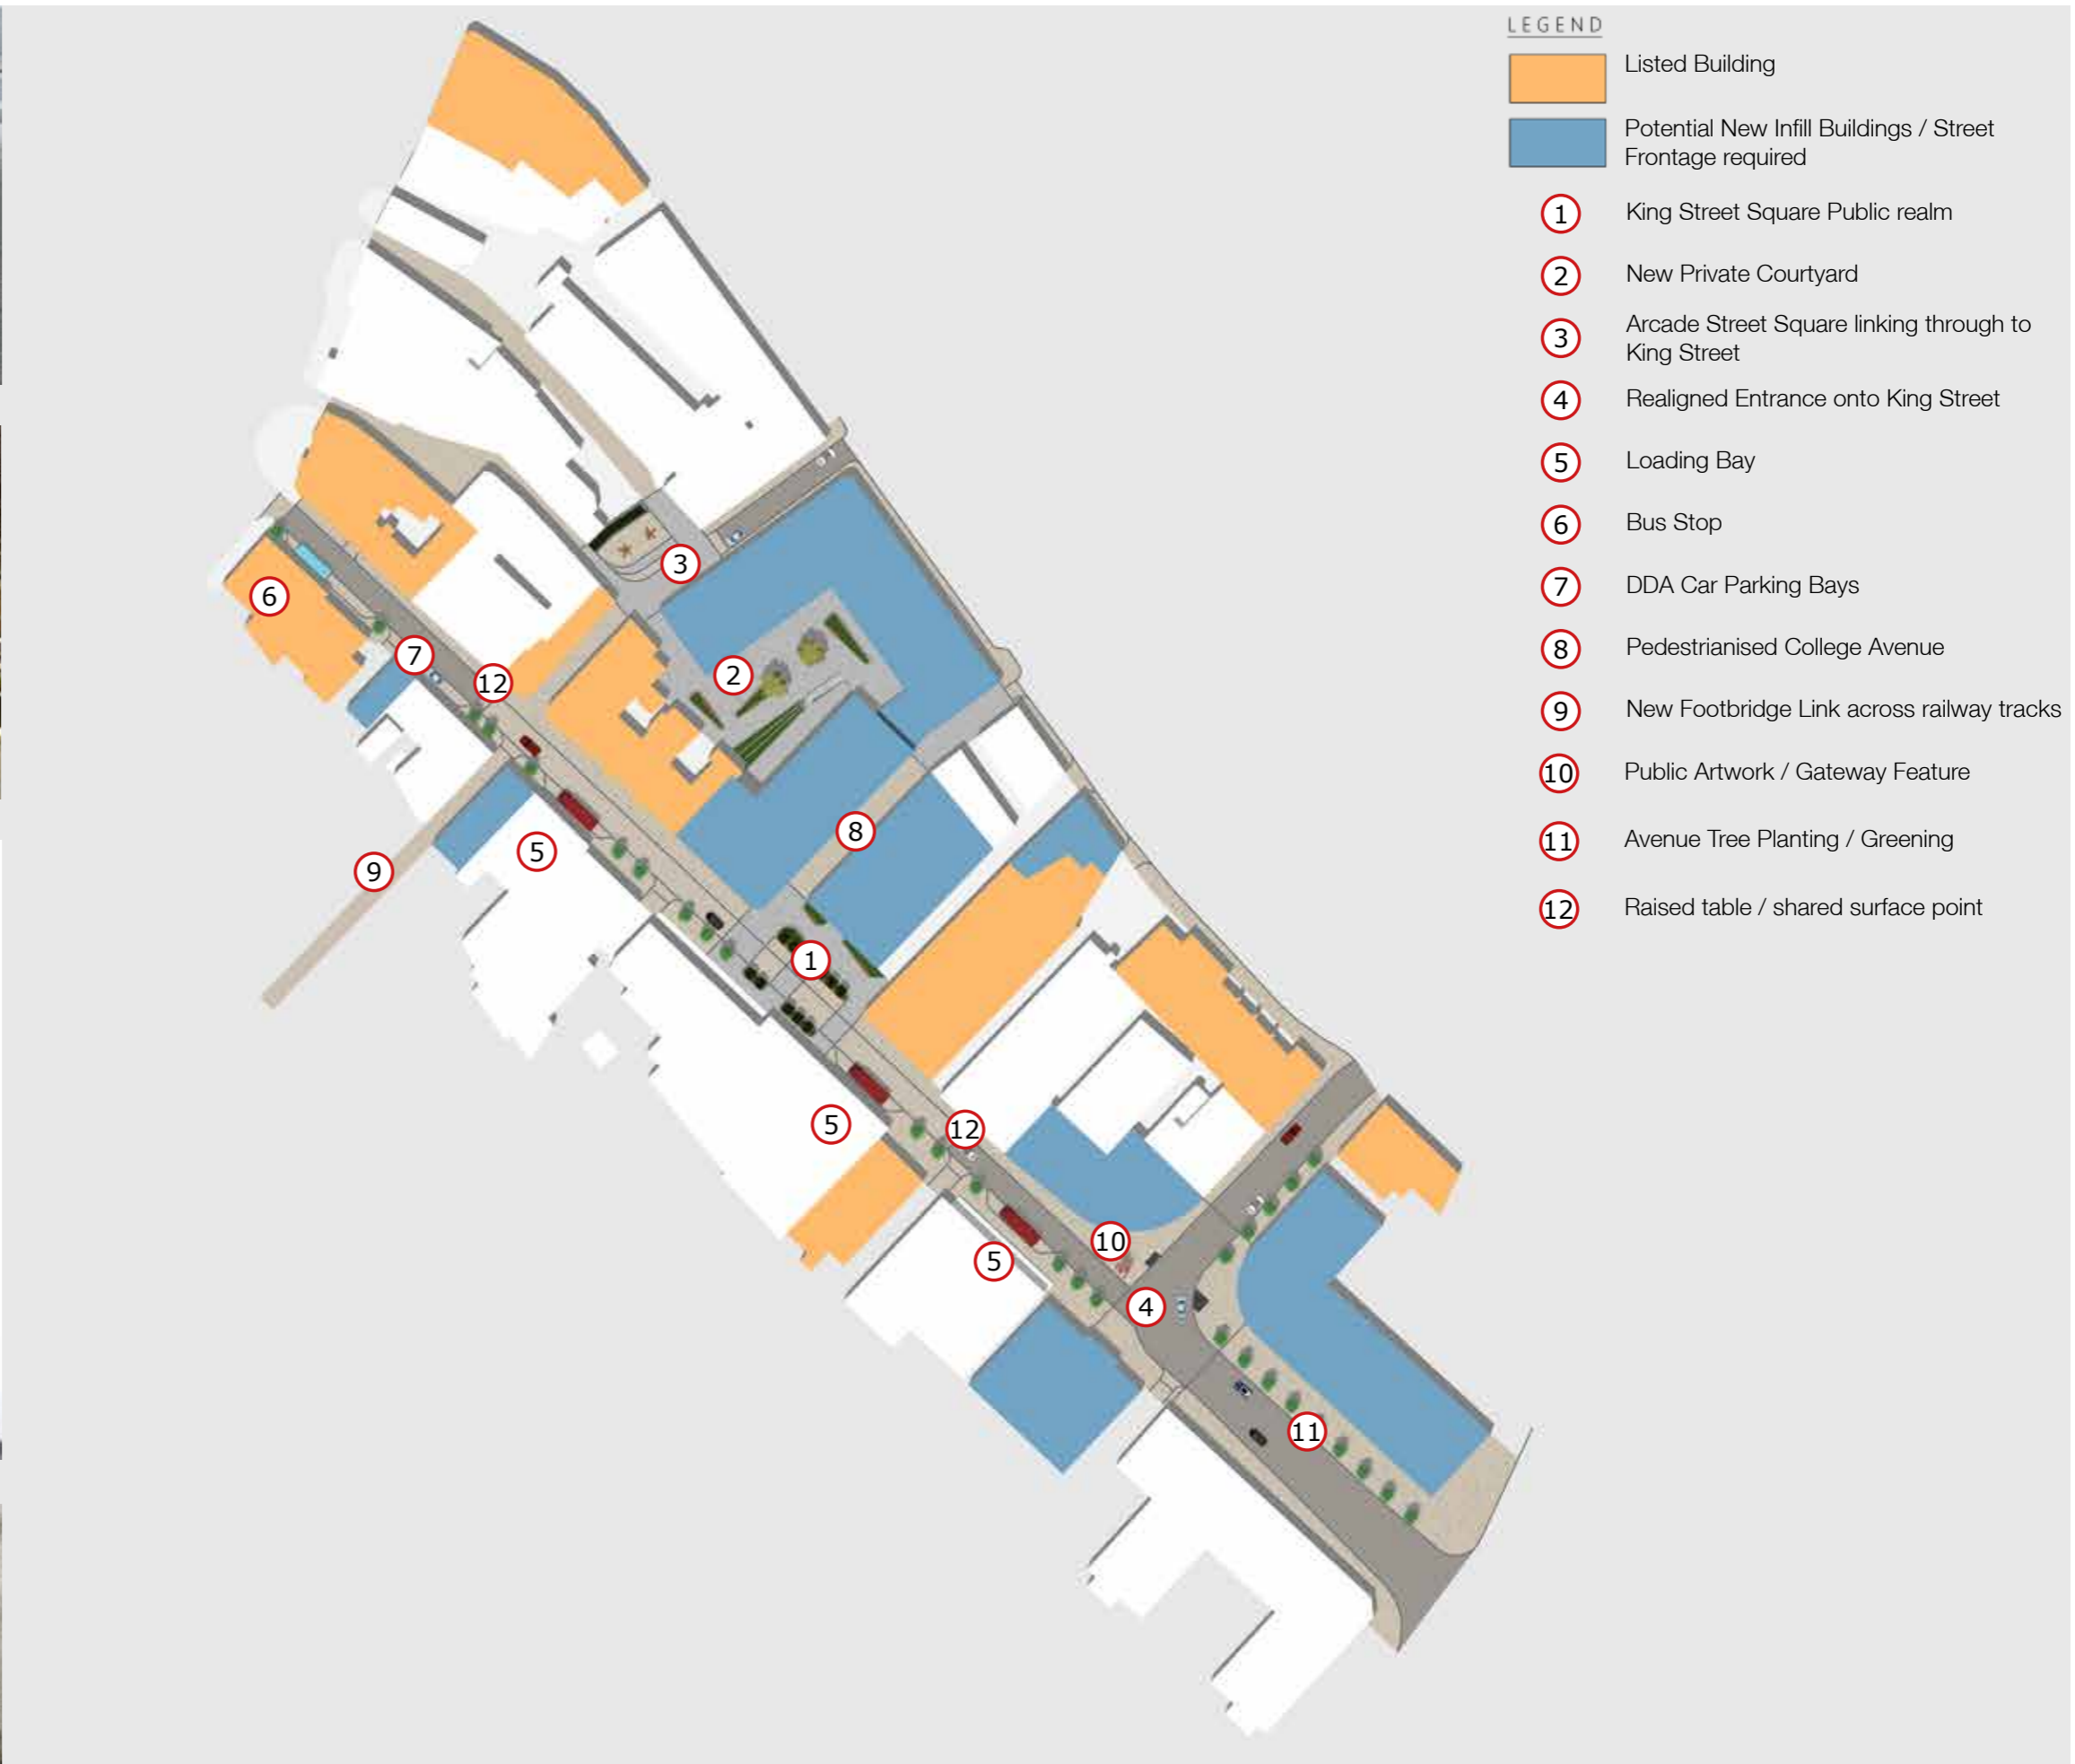 LEGEND
Listed Building
Potential New Infill Buildings / Street
Frontage required
1 King Street Square Public realm
2 New Private Courtyard
3 Arcade Street Square linking through to
King Street
4 Realigned Entrance onto King Street
5 Loading Bay
6 Bus Stop
7 DDA Car Parking Bays
8 Pedestrianised College Avenue
9 New Footbridge Link across railway tracks
10 Public Artwork / Gateway Feature
11 Avenue Tree Planting / Greening
12 Raised table / shared surface point
3
6
7
2
12
8
5
9
1
5
12
10
5
4
11